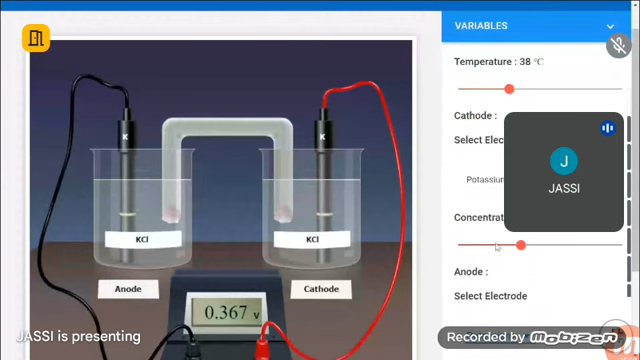 VARIABLES
Temperature : 38 °C
Cathode :
Select Elec
Potassium
Concentrat
Anode :
Select Electrode
K
K
KCl
KCl
Anode
Cathode
0.367 v
J
JASSI
JASSI is presenting
Recorded by MOBIZEN